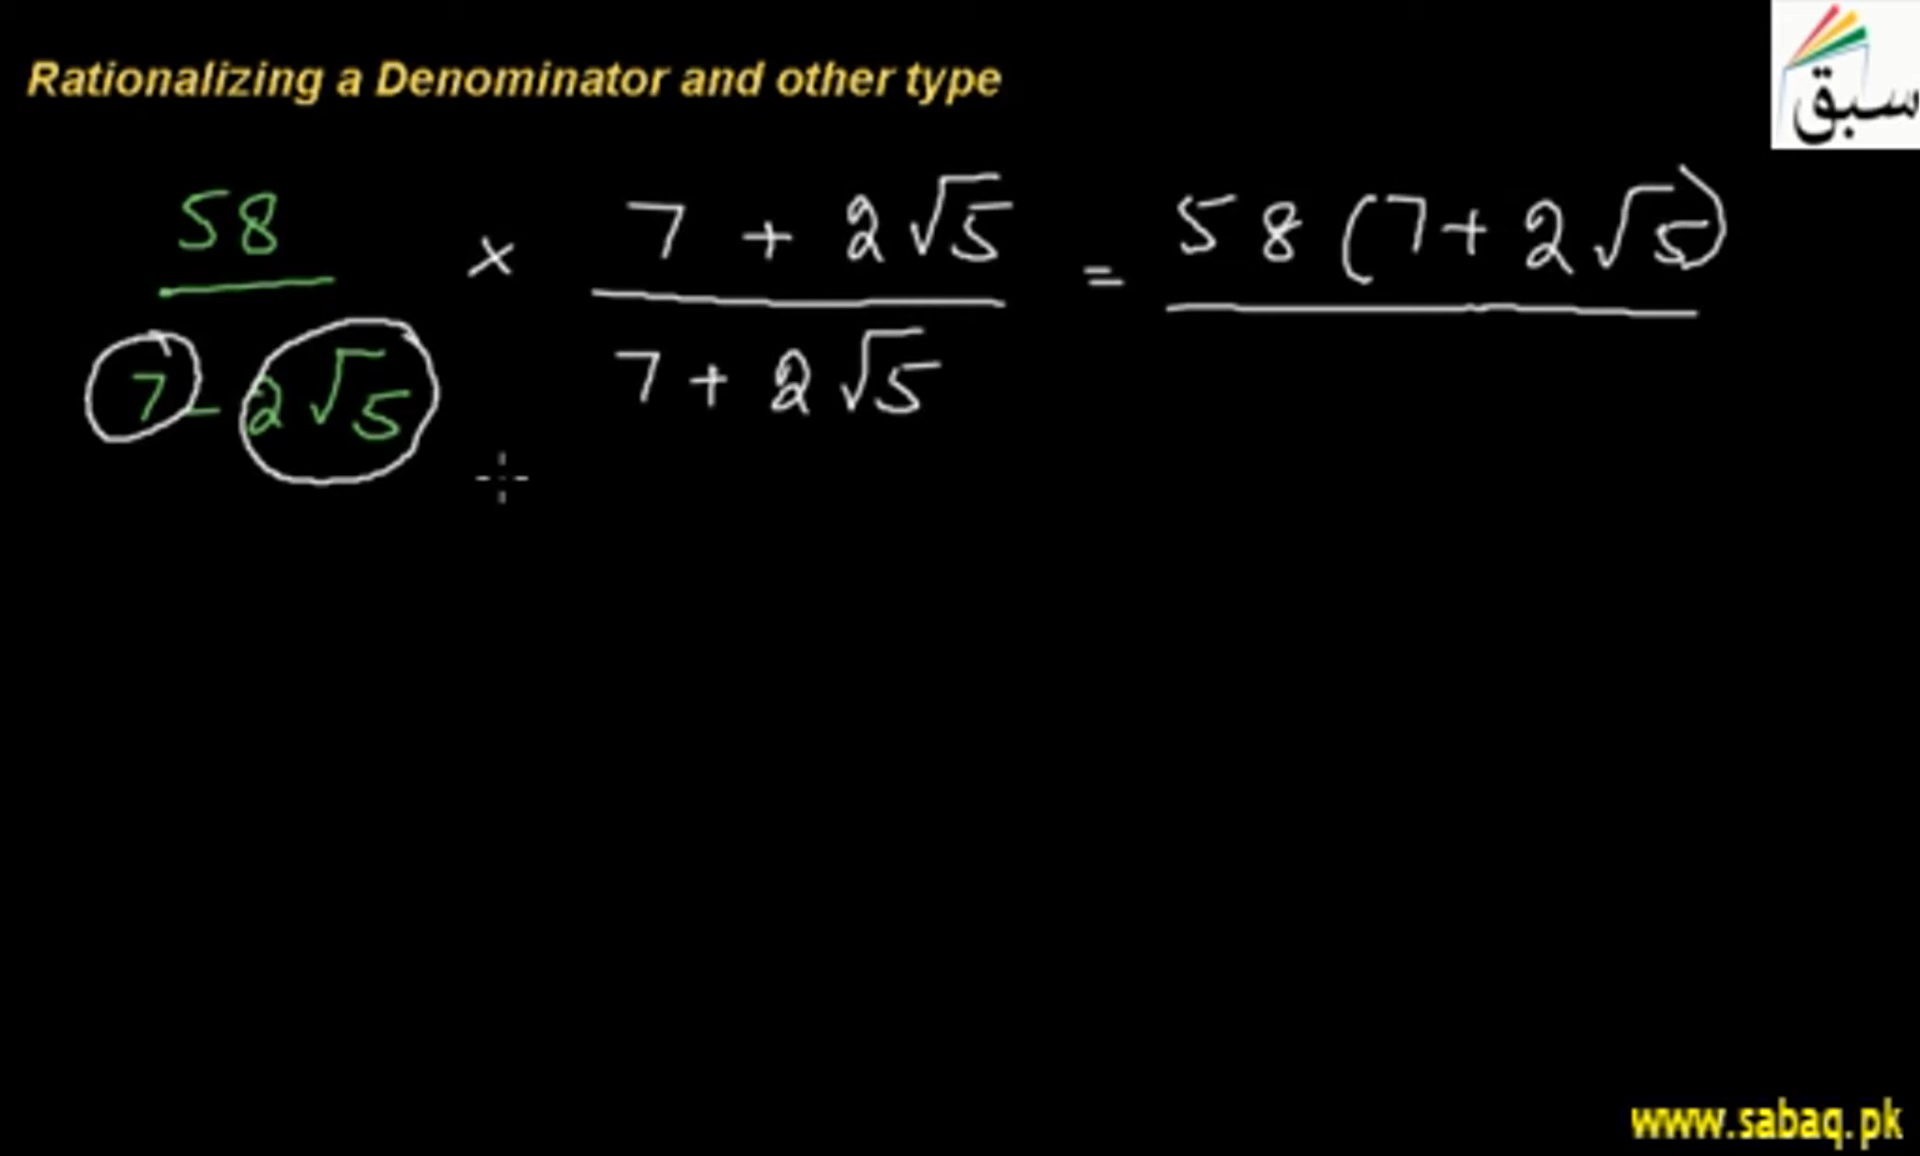 Rationalizing a Denominator and other type
سبق
58 / 7 - 2√5 × 7 + 2√5 / 7 + 2√5 = 58 (7 + 2√5)
www.sabaq.pk